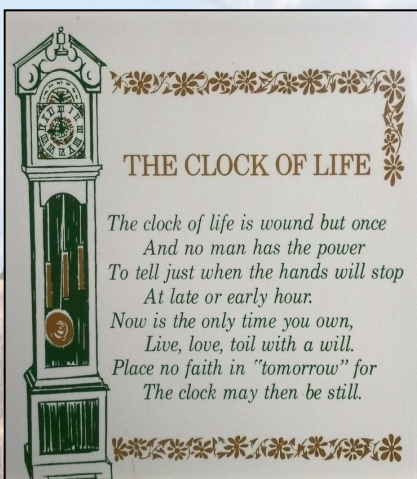 THE CLOCK OF LIFE
The clock of life is wound but once
And no man has the power
To tell just when the hands will stop
At late or early hour.
Now is the only time you own,
Live, love, toil with a will.
Place no faith in "tomorrow" for
The clock may then be still.